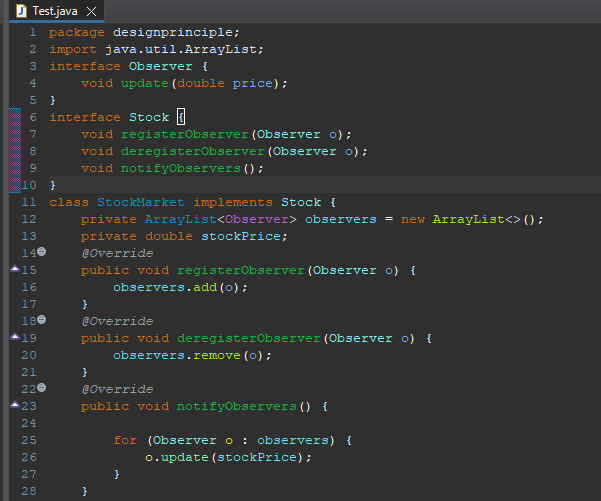 Test.java
1 package designprinciple;
2 import java.util.ArrayList;
3 interface Observer {
4     void update(double price);
5 }
6 interface Stock {
7     void registerObserver(Observer o);
8     void deregisterObserver(Observer o);
9     void notifyObservers();
10 }
11 class StockMarket implements Stock {
12     private ArrayList<Observer> observers = new ArrayList<>();
13     private double stockPrice;
14     @Override
15     public void registerObserver(Observer o) {
16         observers.add(o);
17     }
18     @Override
19     public void deregisterObserver(Observer o) {
20         observers.remove(o);
21     }
22     @Override
23     public void notifyObservers() {
24
25         for (Observer o : observers) {
26             o.update(stockPrice);
27         }
28     }